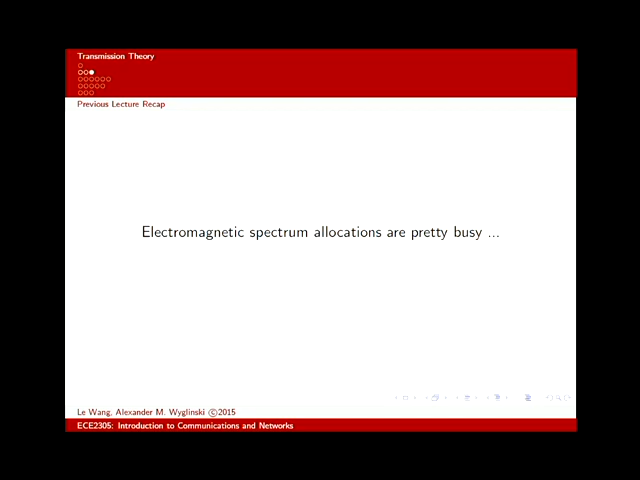 Transmission Theory
Previous Lecture Recap
Electromagnetic spectrum allocations are pretty busy ...
Le Wang, Alexander M. Wyglinski ©2015
ECE2305: Introduction to Communications and Networks